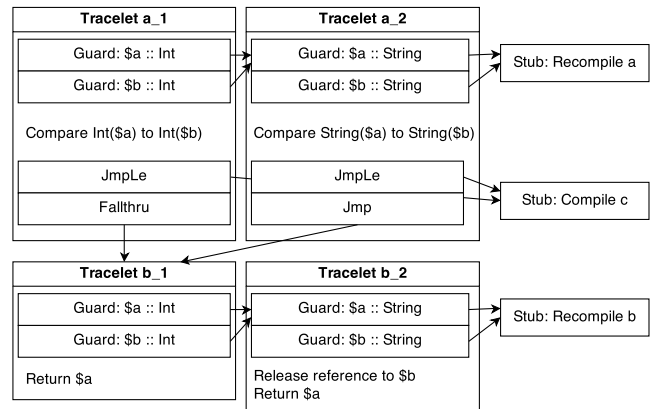 Tracelet a_1
Guard: $a :: Int
Guard: $b :: Int
Compare Int($a) to Int($b)
JmpLe
Fallthru
Tracelet a_2
Guard: $a :: String
Guard: $b :: String
Compare String($a) to String($b)
JmpLe
Jmp
Stub: Recompile a
Stub: Compile c
Tracelet b_1
Guard: $a :: Int
Guard: $b :: Int
Return $a
Tracelet b_2
Guard: $a :: String
Guard: $b :: String
Release reference to $b
Return $a
Stub: Recompile b